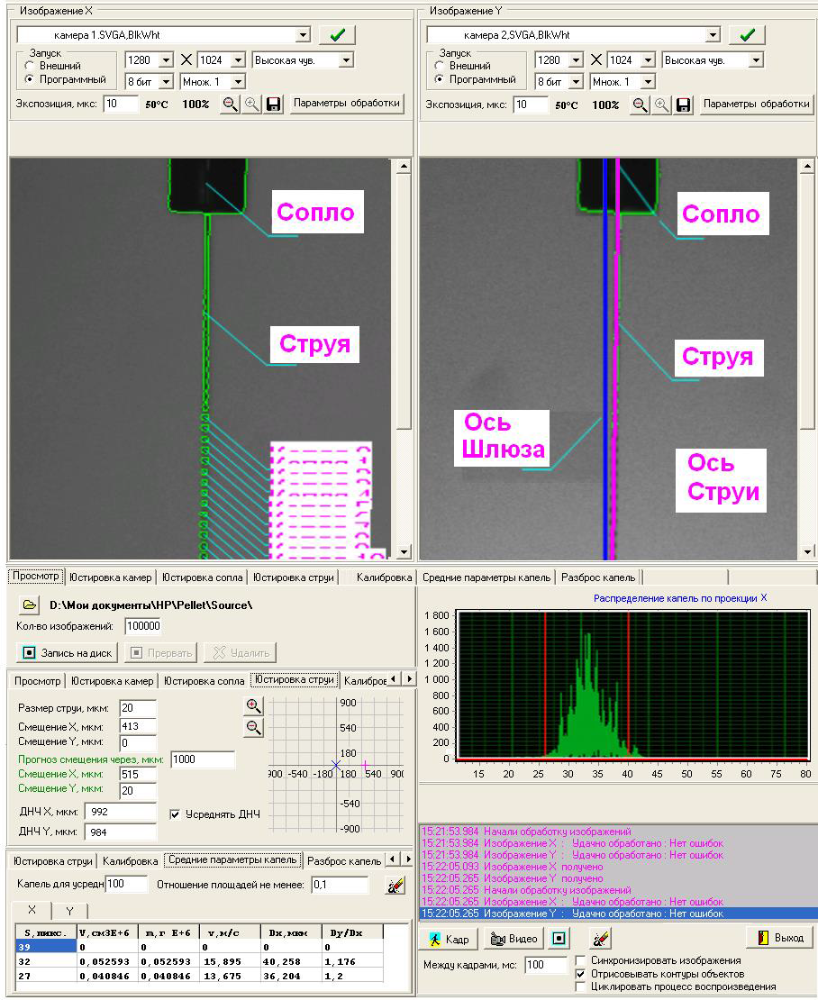 Изображение X
камера 1.SVGA,BlkWht
Запуск
Внешний
Программный
1280 X 1024 Высокая чув.
8 бит Множ. 1
Экспозиция, мкс: 10 50°C 100% Параметры обработки
Сопло
Струя
Изображение Y
камера 2,SVGA,BlkWht
Запуск
Внешний
Программный
1280 X 1024 Высокая чув.
8 бит Множ. 1
Экспозиция, мкс: 10 50°C 100% Параметры обработки
Сопло
Струя
Ось
Шлюза
Ось
Струи
Просмотр Юстировка камер Юстировка сопла Юстировка струи Калибровка Средние параметры капель Разброс капель
D:\Мои документы\HP\Pellet\Source\
Кол-во изображений: 100000
Запись на диск Прервать Удалить
Просмотр Юстировка камер Юстировка сопла Юстировка струи Калибров
Размер струи, мкм: 20
Смещение X, мкм: 413
Смещение Y, мкм: 0
Прогноз смещения через, мкм: 1000
Смещение X, мкм: 515
Смещение Y, мкм: 20
ДНЧ X, мкм: 992
Усреднять ДНЧ
ДНЧ Y, мкм: 984
900
540
180
900 -540 -180 180 540 900
-540
-900
Юстировка струи Калибровка Средние параметры капель Разброс капель
Капель для усредн 100 Отношение площадей не менее: 0,1
X Y
S,пикс. V,см3E+6 m,г E+6 v,м/с Dx,мкм Dy/Dx
39 0 0 0 0 0
32 0,052593 0,052593 15,895 40,258 1,176
27 0,040846 0,040846 13,675 36,204 1,2
Распределение капель по проекции X
1 800
1 600
1 400
1 200
1 000
800
600
400
200
0
15 20 25 30 35 40 45 50 55 60 65 70 75 80
15:21:53.984 Начали обработку изображений
15:21:53.984 Изображение X : Удачно обработано : Нет ошибок
15:21:53.984 Изображение Y : Удачно обработано : Нет ошибок
15:22:05.093 Изображение X получено
15:22:05.265 Изображение Y получено
15:22:05.265 Начали обработку изображений
15:22:05.265 Изображение X : Удачно обработано : Нет ошибок
15:22:05.265 Изображение Y : Удачно обработано : Нет ошибок
Кадр Видео Выход
Между кадрами, мс: 100
Синхронизировать изображения
Отрисовывать контуры объектов
Циклировать процесс воспроизведения